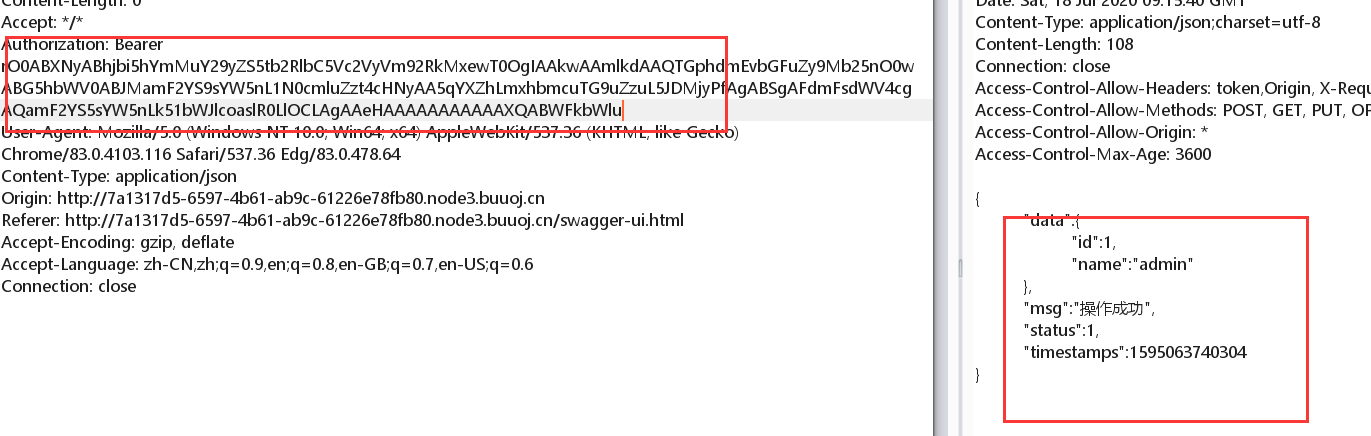 Content-Length: 0
Accept: */*
Authorization: Bearer
rO0ABXNyABhjbi5hYmMuY29yZS5tb2RlbC5Vc2VyVm92RkMxewT0OgIAAkwAAmlkdAAQTGphdmEvbGFuZy9Mb25nO0w
ABG5hbWV0ABJMamF2YS9sYW5nL1N0cmluZzt4cHNyAA5qYXZhLmxhbmcuTG9uZzuL5JDMjyPfAgABSgAFdmFsdWV4cg
AQamF2YS5sYW5nLk51bWJlcoaslR0LlOCLAgAAeHAAAAAAAAAAAXQABWFkbWlu
User-Agent: Mozilla/5.0 (Windows NT 10.0; Win64; x64) AppleWebKit/537.36 (KHTML, like Gecko)
Chrome/83.0.4103.116 Safari/537.36 Edg/83.0.478.64
Content-Type: application/json
Origin: http://7a1317d5-6597-4b61-ab9c-61226e78fb80.node3.buuoj.cn
Referer: http://7a1317d5-6597-4b61-ab9c-61226e78fb80.node3.buuoj.cn/swagger-ui.html
Accept-Encoding: gzip, deflate
Accept-Language: zh-CN,zh;q=0.9,en;q=0.8,en-GB;q=0.7,en-US;q=0.6
Connection: close
Date: Sat, 18 Jul 2020 09:15:40 GMT
Content-Type: application/json;charset=utf-8
Content-Length: 108
Connection: close
Access-Control-Allow-Headers: token,Origin, X-Requ
Access-Control-Allow-Methods: POST, GET, PUT, OP
Access-Control-Allow-Origin: *
Access-Control-Max-Age: 3600
{
"data":{
"id":1,
"name":"admin"
},
"msg":"操作成功",
"status":1,
"timestamps":1595063740304
}